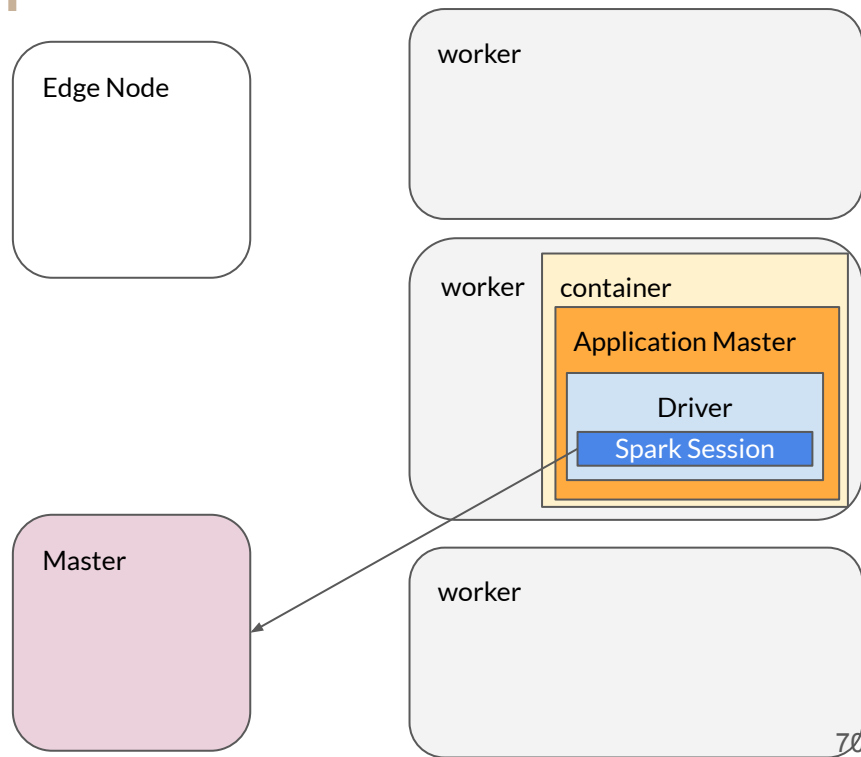 Edge Node
worker
worker
container
Application Master
Driver
Spark Session
Master
worker
70